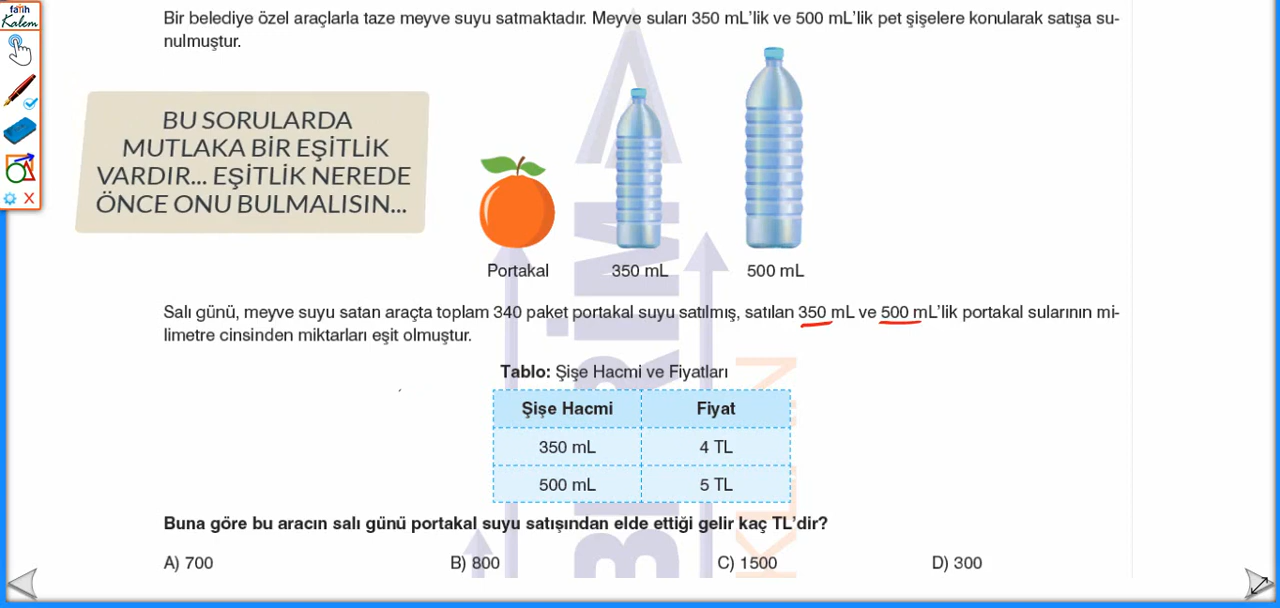 fatih
Kalem
Bir belediye özel araçlarla taze meyve suyu satmaktadır. Meyve suları 350 mL'lik ve 500 mL'lik pet şişelere konularak satışa su-
nulmuştur.
BU SORULARDA
MUTLAKA BİR EŞİTLİK
VARDIR... EŞİTLİK NEREDE
ÖNCE ONU BULMALISIN...
Portakal 350 mL 500 mL
Salı günü, meyve suyu satan araçta toplam 340 paket portakal suyu satılmış, satılan 350 mL ve 500 mL'lik portakal sularının mi-
limetre cinsinden miktarları eşit olmuştur.
Tablo: Şişe Hacmi ve Fiyatları
Şişe Hacmi Fiyat
350 mL 4 TL
500 mL 5 TL
Buna göre bu aracın salı günü portakal suyu satışından elde ettiği gelir kaç TL'dir?
A) 700 B) 800 C) 1500 D) 300